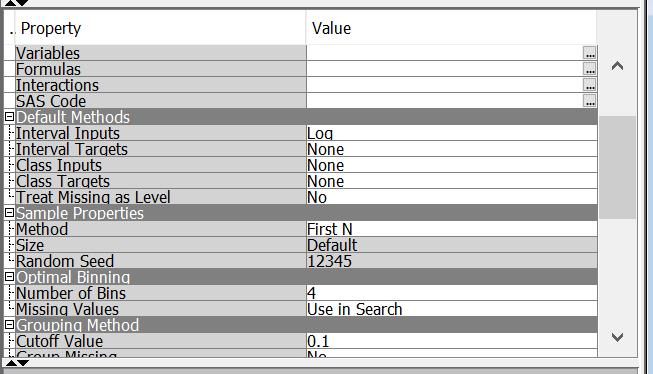 .. Property Value
Variables ...
Formulas ...
Interactions ...
SAS Code ...
Default Methods
Interval Inputs Log
Interval Targets None
Class Inputs None
Class Targets None
Treat Missing as Level No
Sample Properties
Method First N
Size Default
Random Seed 12345
Optimal Binning
Number of Bins 4
Missing Values Use in Search
Grouping Method
Cutoff Value 0.1
Group Missing No